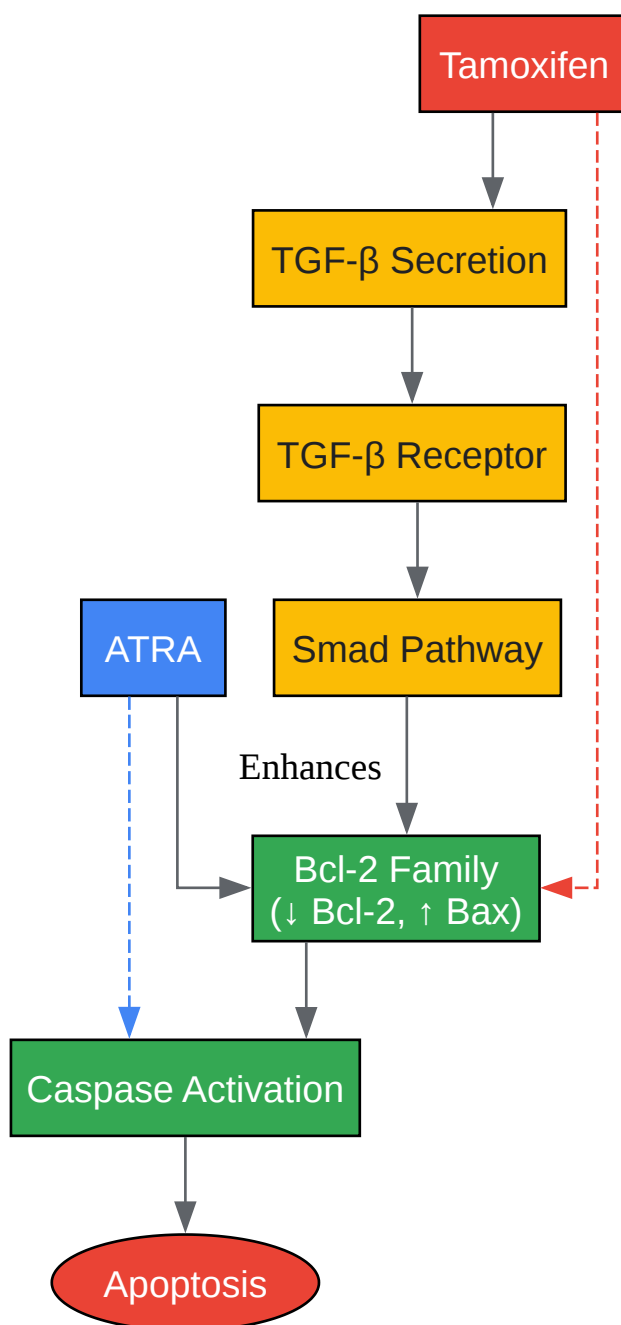 Tamoxifen
TGF-β Secretion
TGF-β Receptor
ATRA
Smad Pathway
Enhances
Bcl-2 Family
(↓ Bcl-2, ↑ Bax)
Caspase Activation
Apoptosis